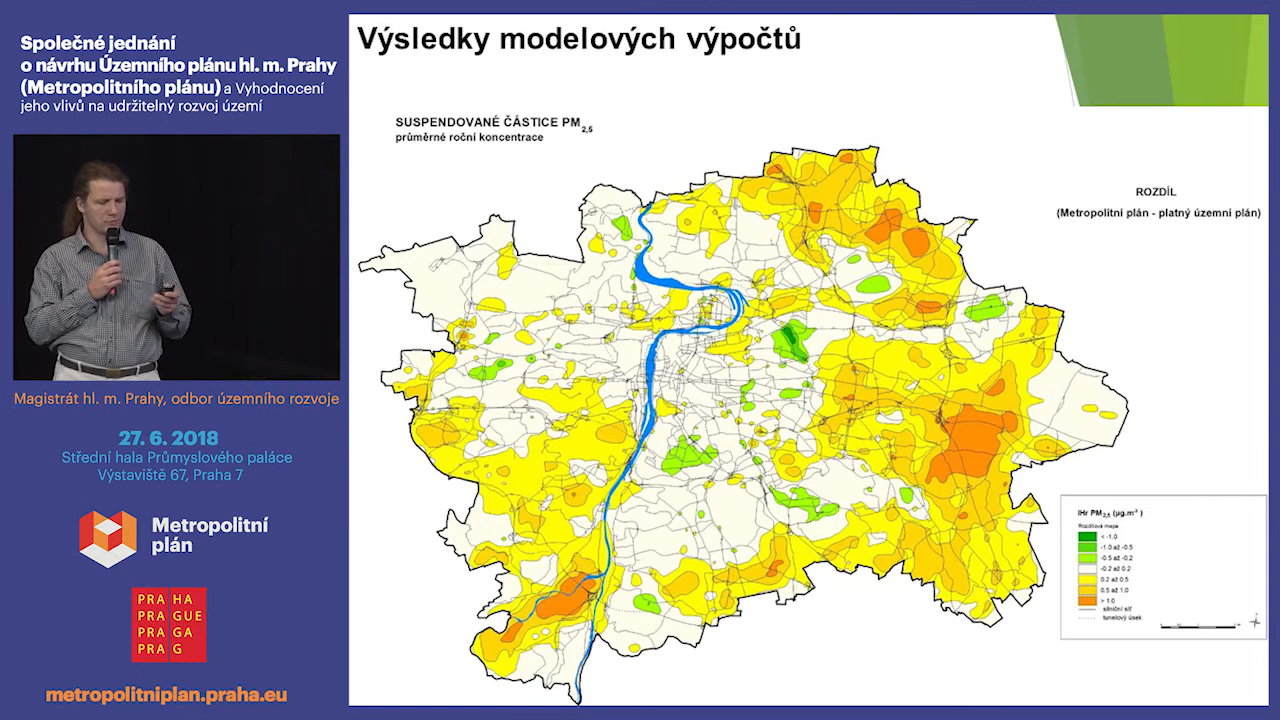 Společné jednání
o návrhu Územního plánu hl. m. Prahy
(Metropolitního plánu) a Vyhodnocení
jeho vlivů na udržitelný rozvoj území
Magistrát hl. m. Prahy, odbor územního rozvoje
27. 6. 2018
Střední hala Průmyslového paláce
Výstaviště 67, Praha 7
Metropolitní
plán
PRA HA
PRA GUE
PRA GA
PRA G
metropolitniplan.praha.eu
Výsledky modelových výpočtů
SUSPENDOVANÉ ČÁSTICE PM2,5
průměrné roční koncentrace
ROZDÍL
(Metropolitní plán - platný územní plán)
IHr PM2,5 (µg.m-3)
Rozdílová mapa
< -1.0
-1.0 až -0.5
-0.5 až -0.2
-0.2 až 0.2
0.2 až 0.5
0.5 až 1.0
> 1.0
silniční síť
tunelový úsek